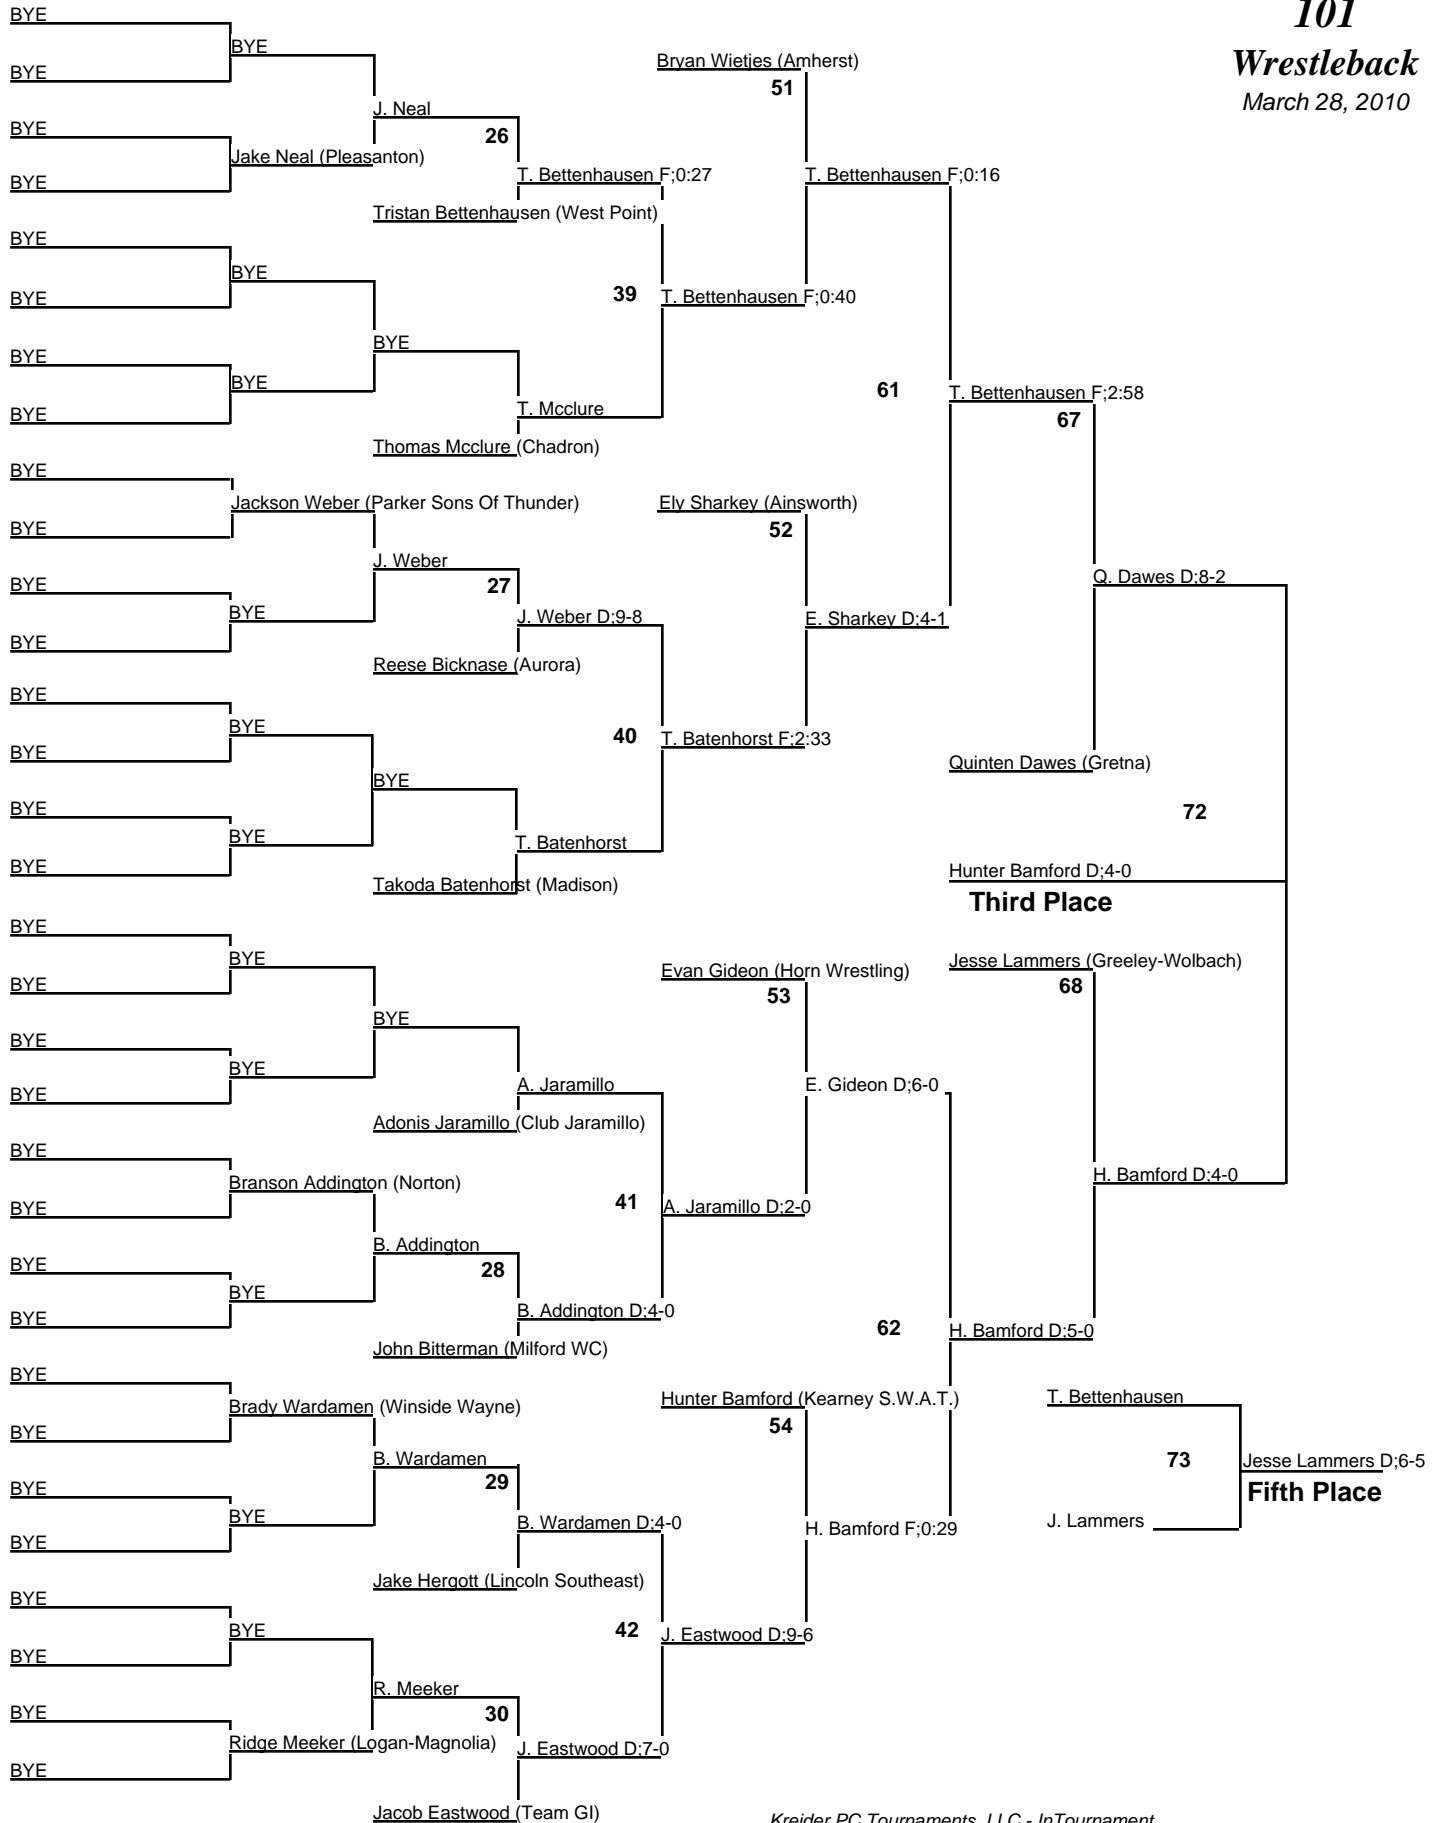 101
Wrestleback
March 28, 2010
BYE
BYE
BYE
Bryan Wietjes (Amherst)
51
J. Neal
26
BYE
Jake Neal (Pleasanton)
BYE
T. Bettenhausen F;0:27
T. Bettenhausen F;0:16
Tristan Bettenhausen (West Point)
BYE
BYE
BYE
39
T. Bettenhausen F;0:40
BYE
BYE
BYE
BYE
61
T. Bettenhausen F;2:58
67
T. Mcclure
Thomas Mcclure (Chadron)
BYE
Jackson Weber (Parker Sons Of Thunder)
BYE
Ely Sharkey (Ainsworth)
52
J. Weber
27
BYE
BYE
BYE
J. Weber D;9-8
E. Sharkey D;4-1
Q. Dawes D;8-2
Reese Bicknase (Aurora)
BYE
BYE
BYE
40
T. Batenhorst F;2:33
Quinten Dawes (Gretna)
BYE
BYE
BYE
BYE
72
T. Batenhorst
Takoda Batenhorst (Madison)
Hunter Bamford D;4-0
Third Place
BYE
BYE
BYE
Evan Gideon (Horn Wrestling)
53
Jesse Lammers (Greeley-Wolbach)
68
BYE
BYE
BYE
BYE
A. Jaramillo
E. Gideon D;6-0
Adonis Jaramillo (Club Jaramillo)
BYE
Branson Addington (Norton)
BYE
41
A. Jaramillo D;2-0
H. Bamford D;4-0
B. Addington
28
BYE
BYE
BYE
B. Addington D;4-0
62
H. Bamford D;5-0
John Bitterman (Milford WC)
BYE
Brady Wardamen (Winside Wayne)
BYE
Hunter Bamford (Kearney S.W.A.T.)
54
T. Bettenhausen
B. Wardamen
29
73
Jesse Lammers D;6-5
Fifth Place
BYE
BYE
BYE
B. Wardamen D;4-0
H. Bamford F;0:29
J. Lammers
Jake Hergott (Lincoln Southeast)
BYE
BYE
BYE
42
J. Eastwood D;9-6
R. Meeker
30
BYE
Ridge Meeker (Logan-Magnolia)
BYE
J. Eastwood D;7-0
Jacob Eastwood (Team GI)
Kreider PC Tournaments, LLC - InTournament